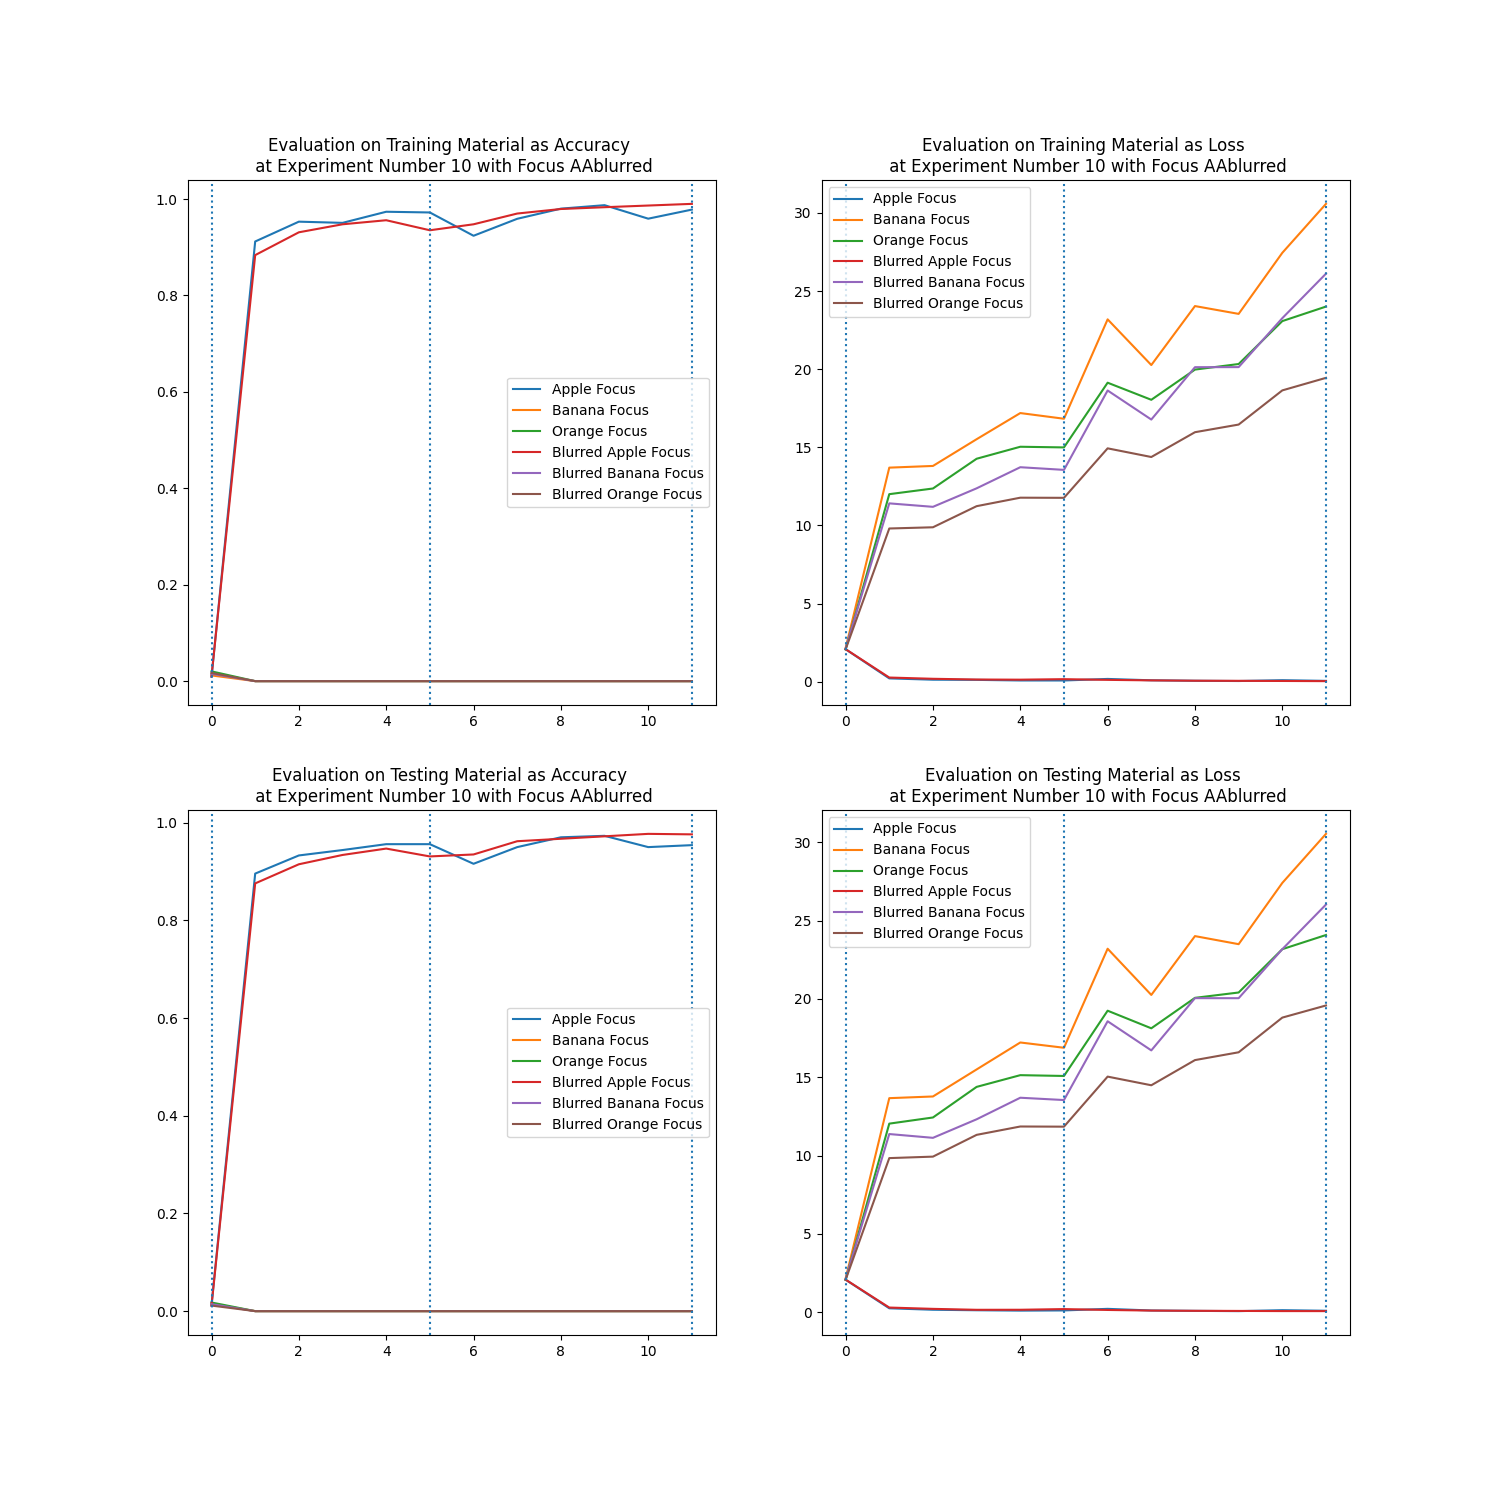 Evaluation on Training Material as Accuracy
at Experiment Number 10 with Focus AAblurred
1.0
0.8
0.6
0.4
0.2
0.0
Apple Focus
Banana Focus
Orange Focus
Blurred Apple Focus
Blurred Banana Focus
Blurred Orange Focus
0 2 4 6 8 10
Evaluation on Training Material as Loss
at Experiment Number 10 with Focus AAblurred
Apple Focus
Banana Focus
Orange Focus
Blurred Apple Focus
Blurred Banana Focus
Blurred Orange Focus
30
25
20
15
10
5
0
0 2 4 6 8 10
Evaluation on Testing Material as Accuracy
at Experiment Number 10 with Focus AAblurred
1.0
0.8
0.6
0.4
0.2
0.0
Apple Focus
Banana Focus
Orange Focus
Blurred Apple Focus
Blurred Banana Focus
Blurred Orange Focus
0 2 4 6 8 10
Evaluation on Testing Material as Loss
at Experiment Number 10 with Focus AAblurred
Apple Focus
Banana Focus
Orange Focus
Blurred Apple Focus
Blurred Banana Focus
Blurred Orange Focus
30
25
20
15
10
5
0
0 2 4 6 8 10